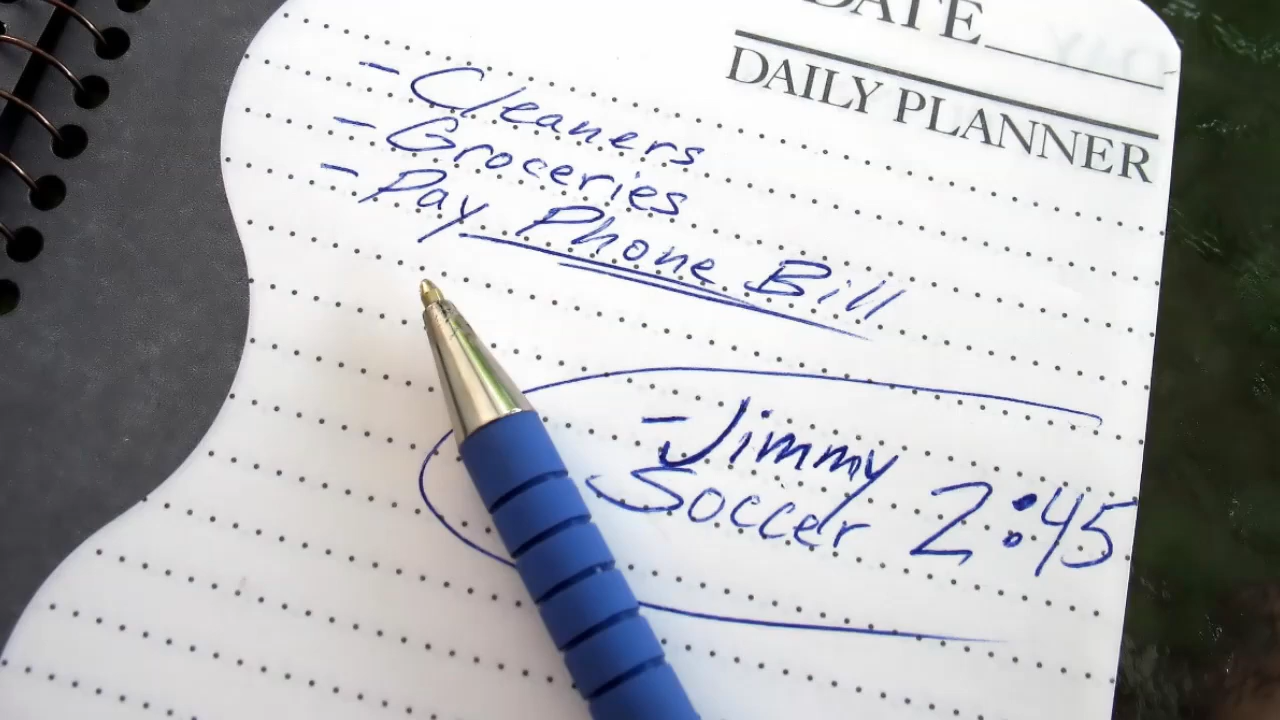 DATE
DAILY PLANNER
- Cleaners
- Groceries
- Pay Phone Bill
- Jimmy
Soccer 2:45